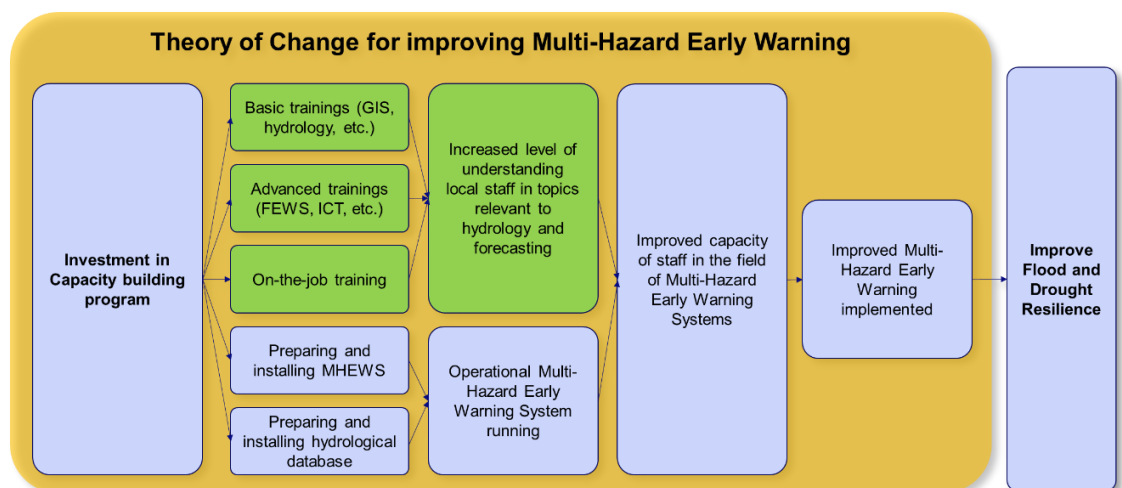 Theory of Change for improving Multi-Hazard Early Warning
Investment in
Capacity building
program
Basic trainings (GIS,
hydrology, etc.)
Advanced trainings
(FEWS, ICT, etc.)
On-the-job training
Preparing and
installing MHEWS
Preparing and
installing hydrological
database
Increased level of
understanding
local staff in topics
relevant to
hydrology and
forecasting
Operational Multi-
Hazard Early
Warning System
running
Improved capacity
of staff in the field
of Multi-Hazard
Early Warning
Systems
Improved Multi-
Hazard Early
Warning
implemented
Improve
Flood and
Drought
Resilience